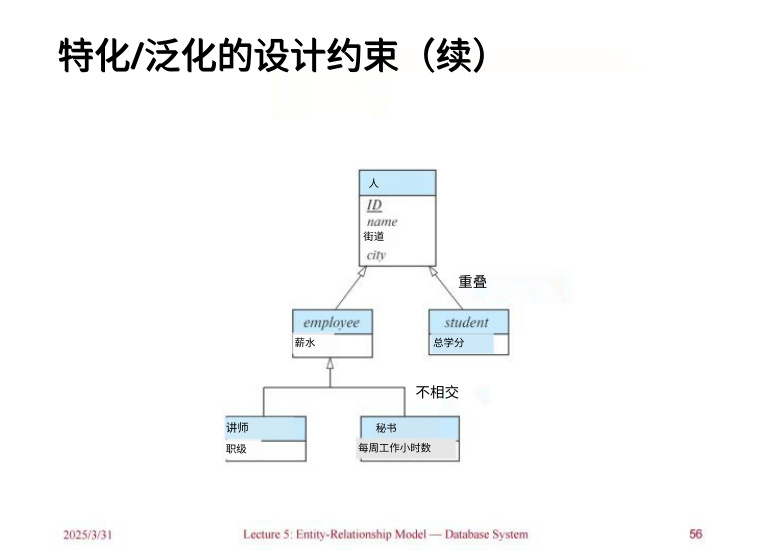 特化/泛化的设计约束（续）
人
ID
name
街道
city
重叠
employee
student
薪水
总学分
不相交
讲师
秘书
职级
每周工作小时数
2025/3/31
Lecture 5: Entity-Relationship Model — Database System
56